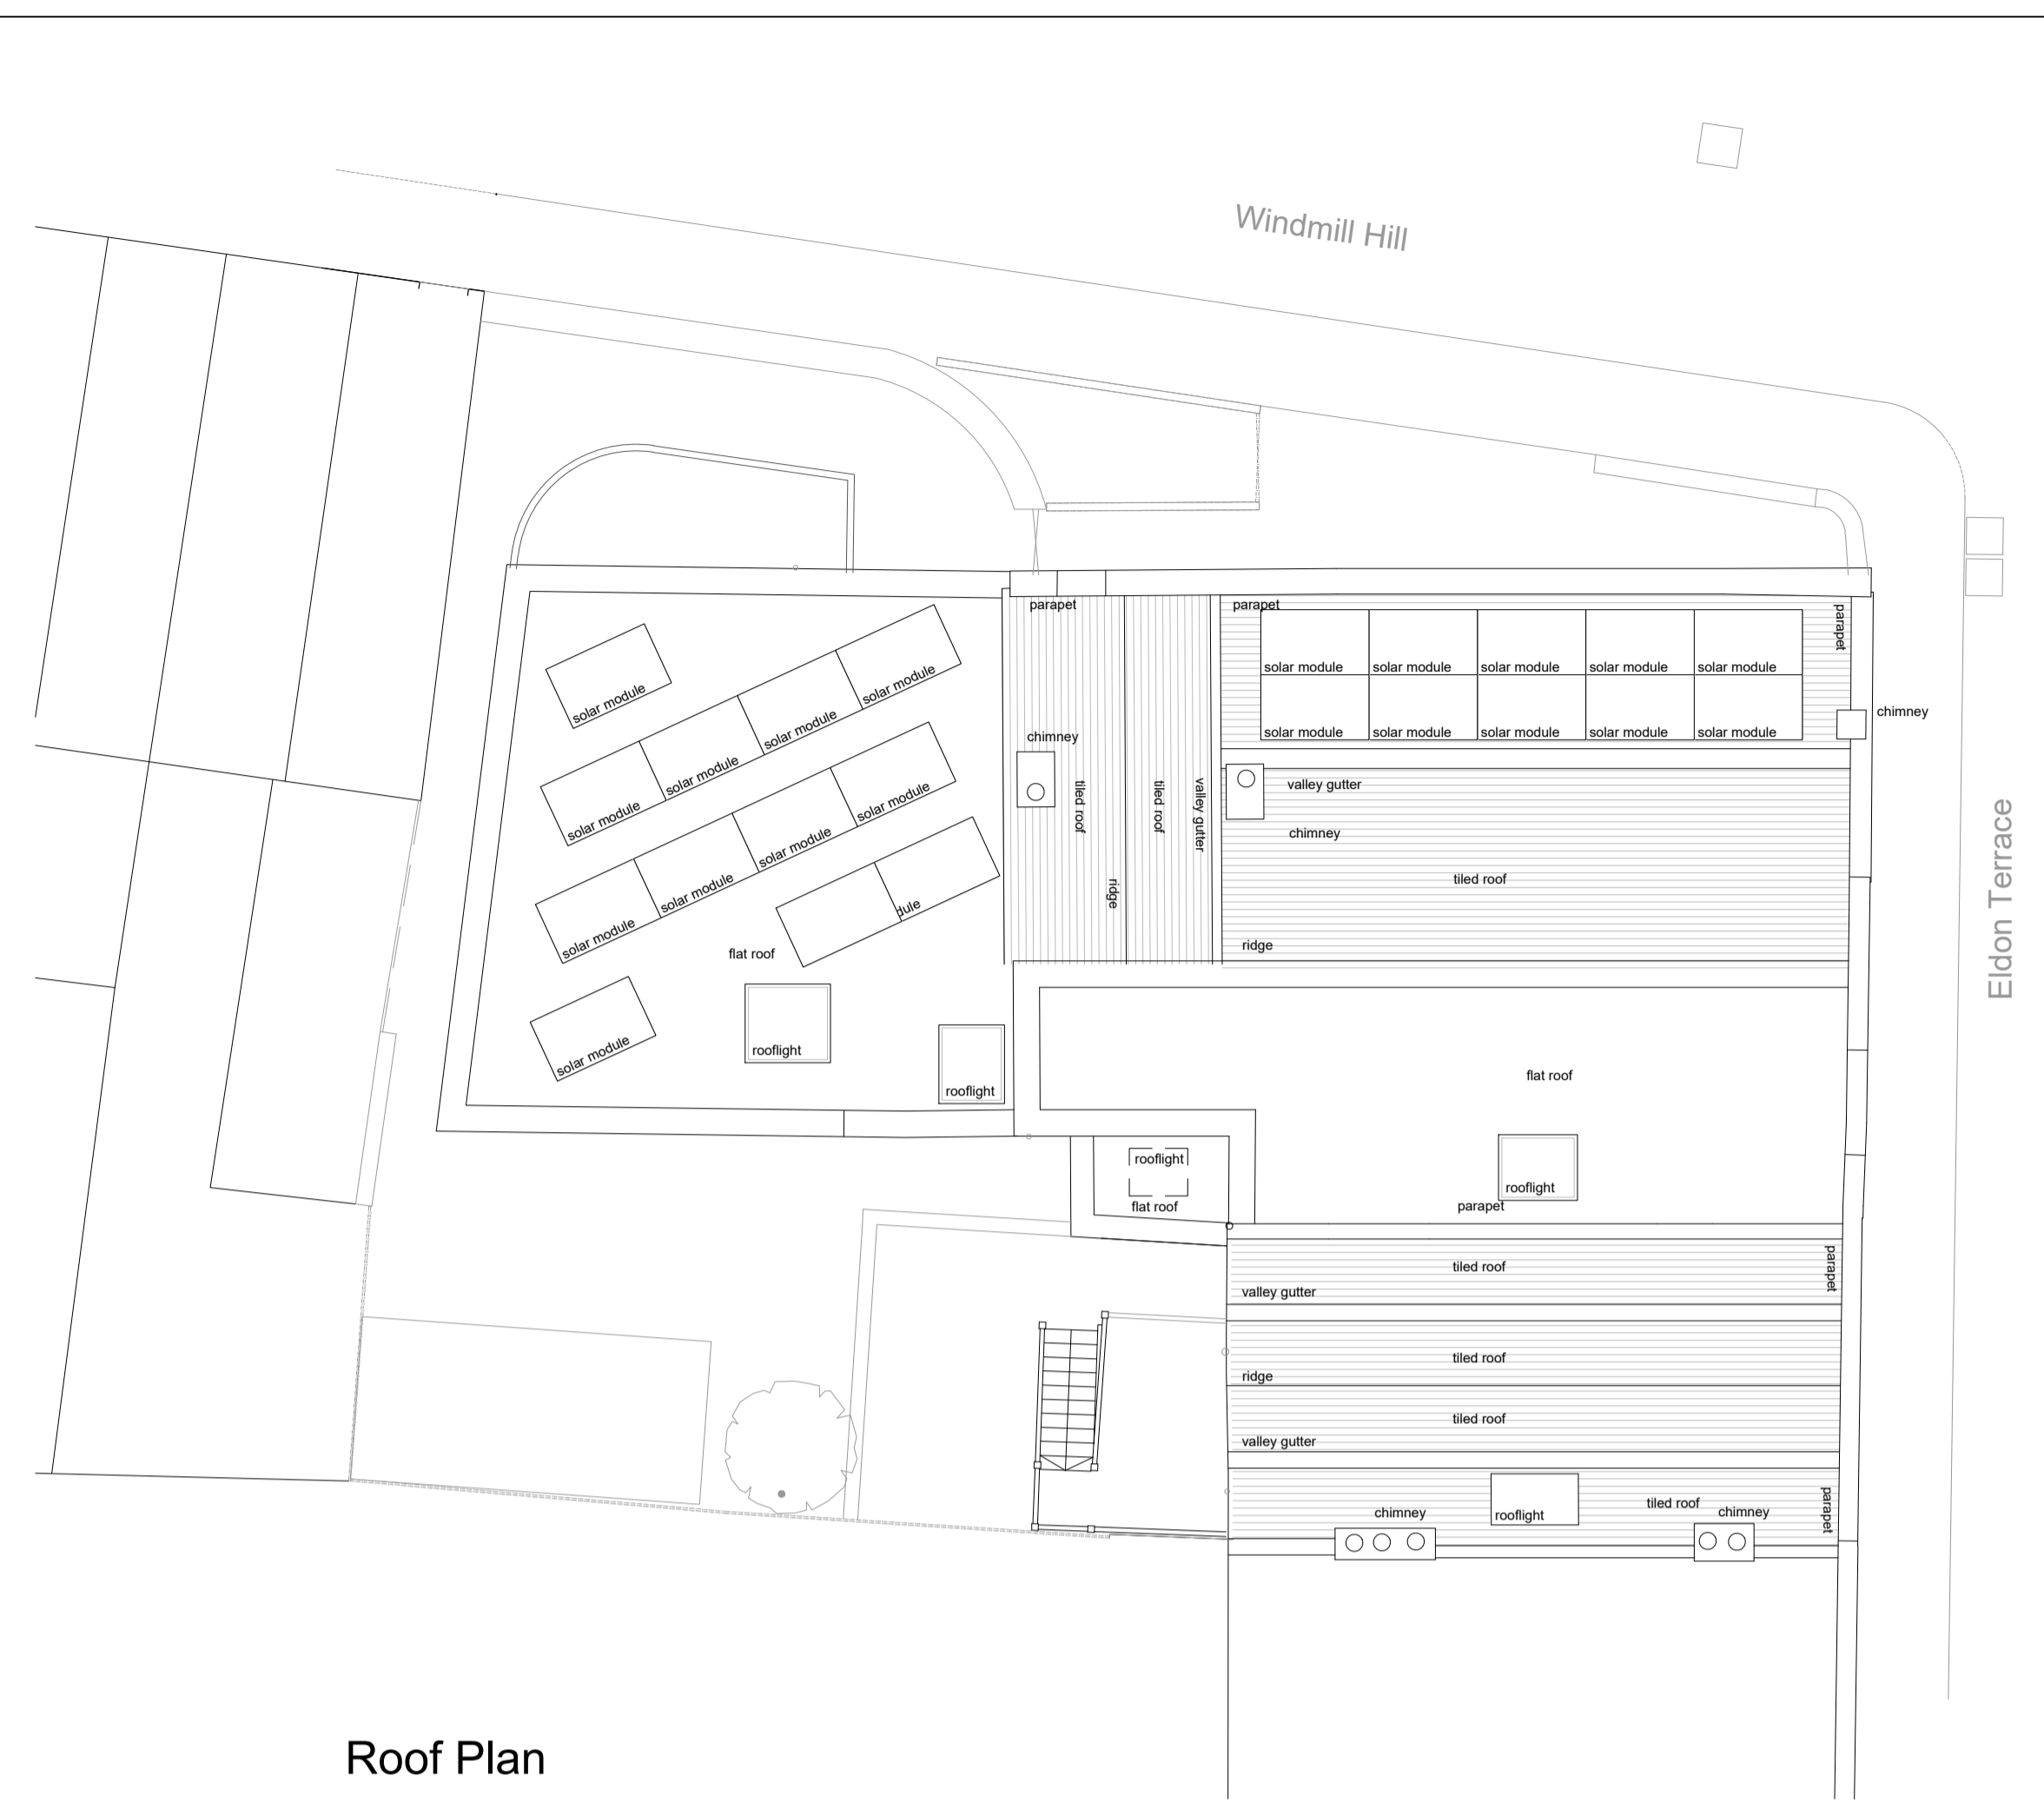 Windmill Hill
Eldon Terrace
parapet
parapet
parapet
solar module
solar module
solar module
solar module
solar module
solar module
solar module
solar module
solar module
solar module
chimney
solar module
solar module
solar module
solar module
solar module
solar module
solar module
solar module
solar module
dule
solar module
chimney
tiled roof
tiled roof
valley gutter
ridge
valley gutter
chimney
tiled roof
ridge
flat roof
rooflight
rooflight
flat roof
rooflight
parapet
rooflight
flat roof
tiled roof
parapet
valley gutter
tiled roof
ridge
tiled roof
valley gutter
chimney
rooflight
tiled roof
chimney
parapet
Roof Plan